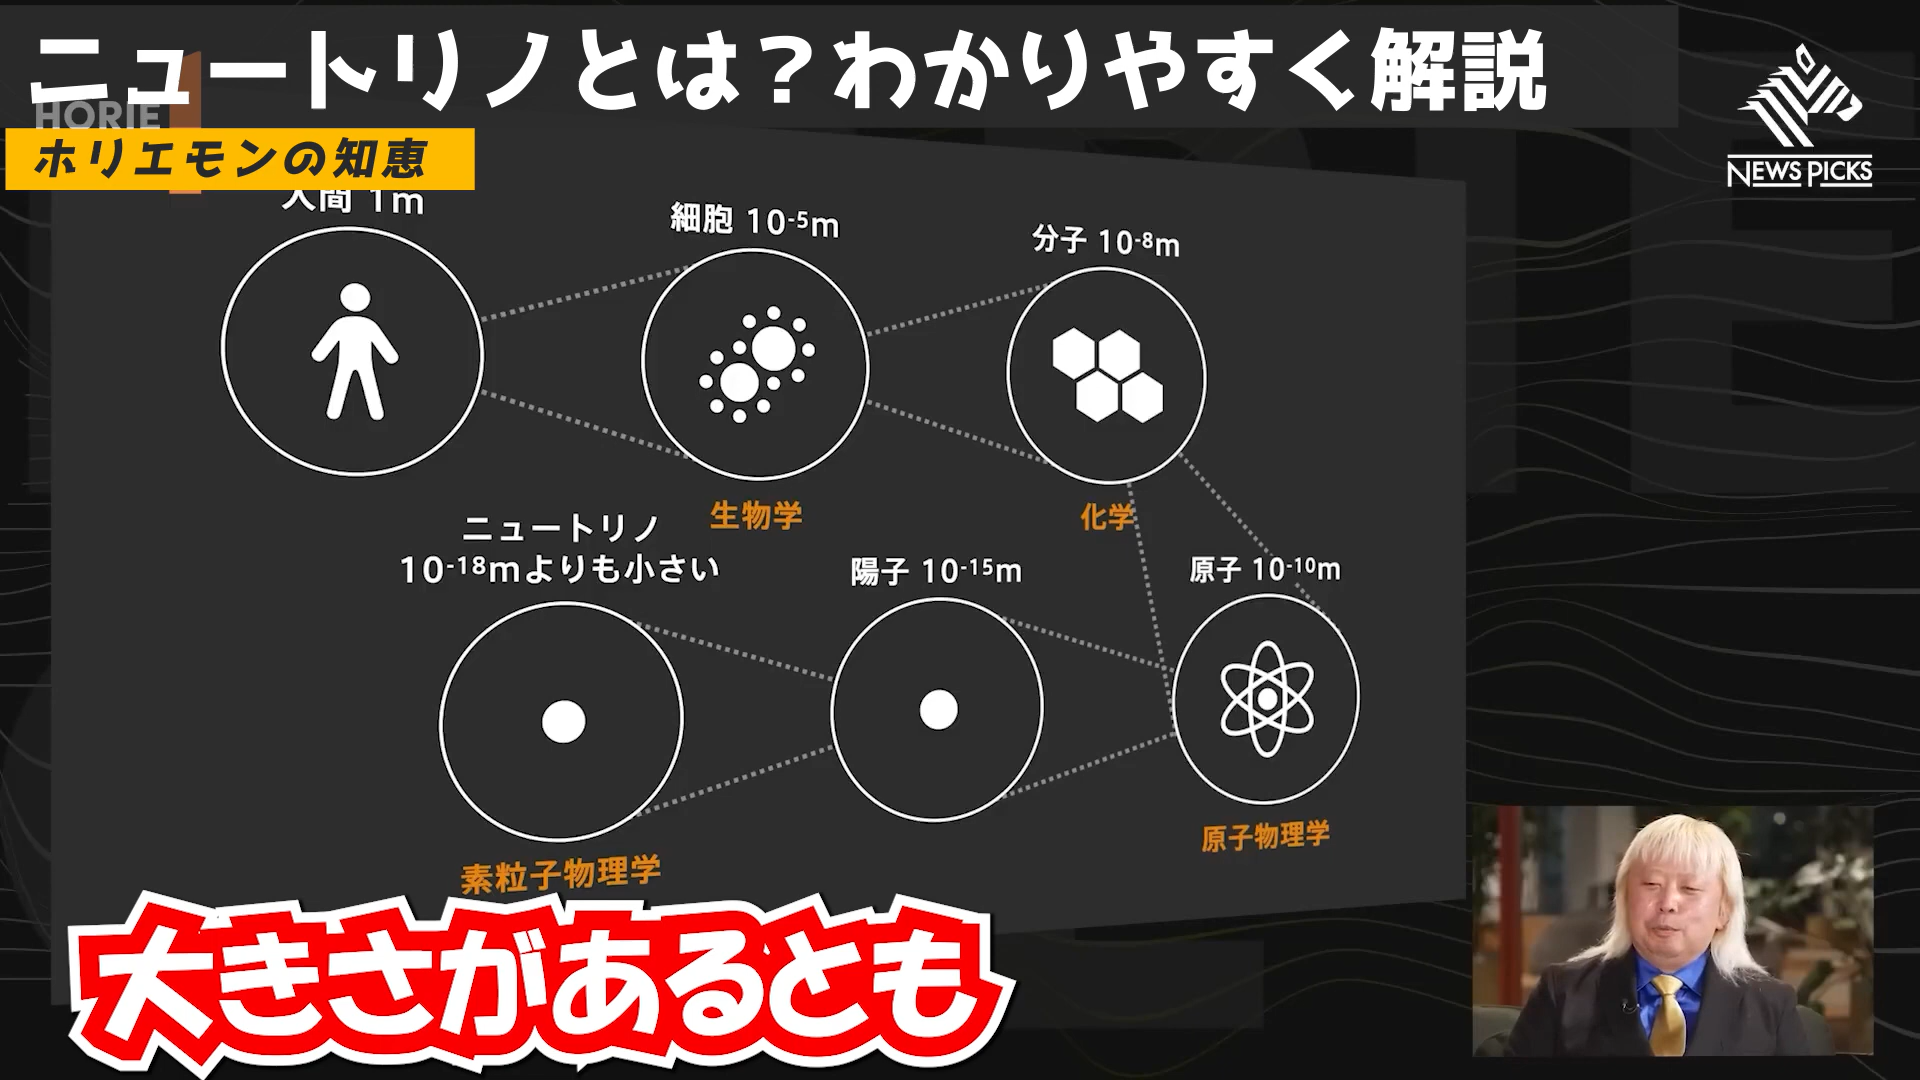 ニュートリノとは？わかりやすく解説
HORIE
ホリエモンの知恵
NEWS PICKS
人間 1m
細胞 10-5m
分子 10-8m
生物学
化学
ニュートリノ
10-18mよりも小さい
陽子 10-15m
原子 10-10m
原子物理学
素粒子物理学
大きさがあるとも